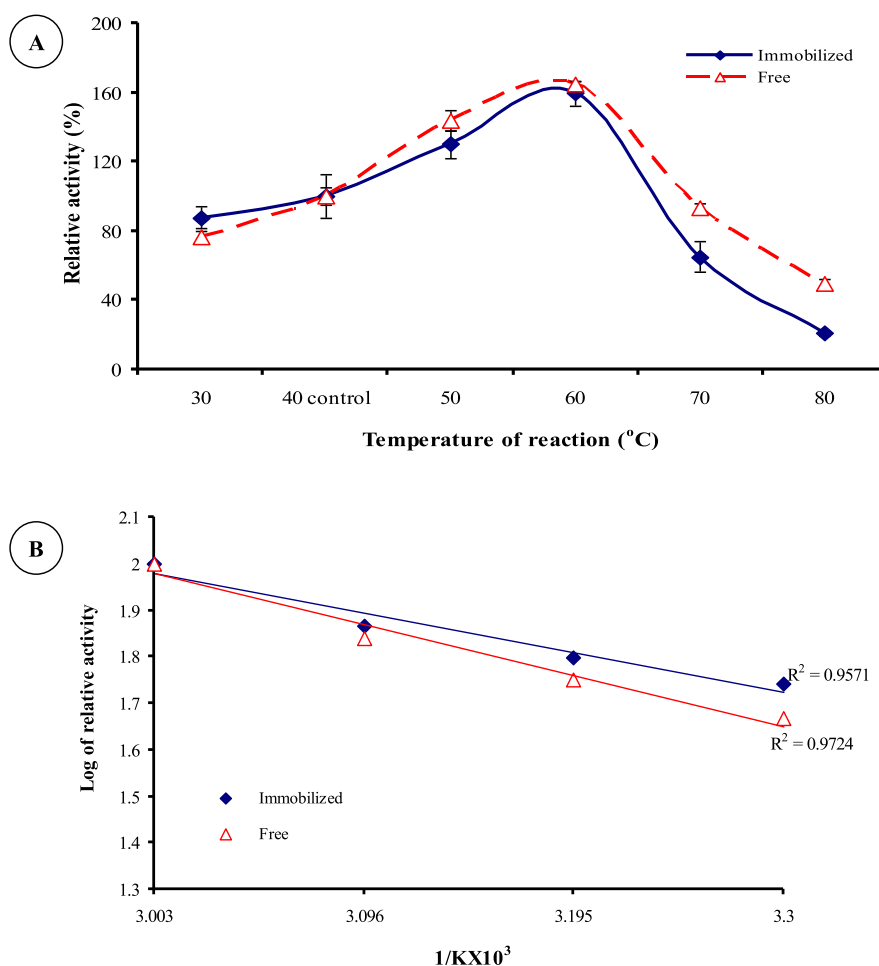 A
200
160
120
80
40
0
Relative activity (%)
Immobilized
Free
30 40 control 50 60 70 80
Temperature of reaction (°C)
B
2.1
2
1.9
1.8
1.7
1.6
1.5
1.4
1.3
Log of relative activity
R² = 0.9571
R² = 0.9724
Immobilized
Free
3.003 3.096 3.195 3.3
1/KX10³